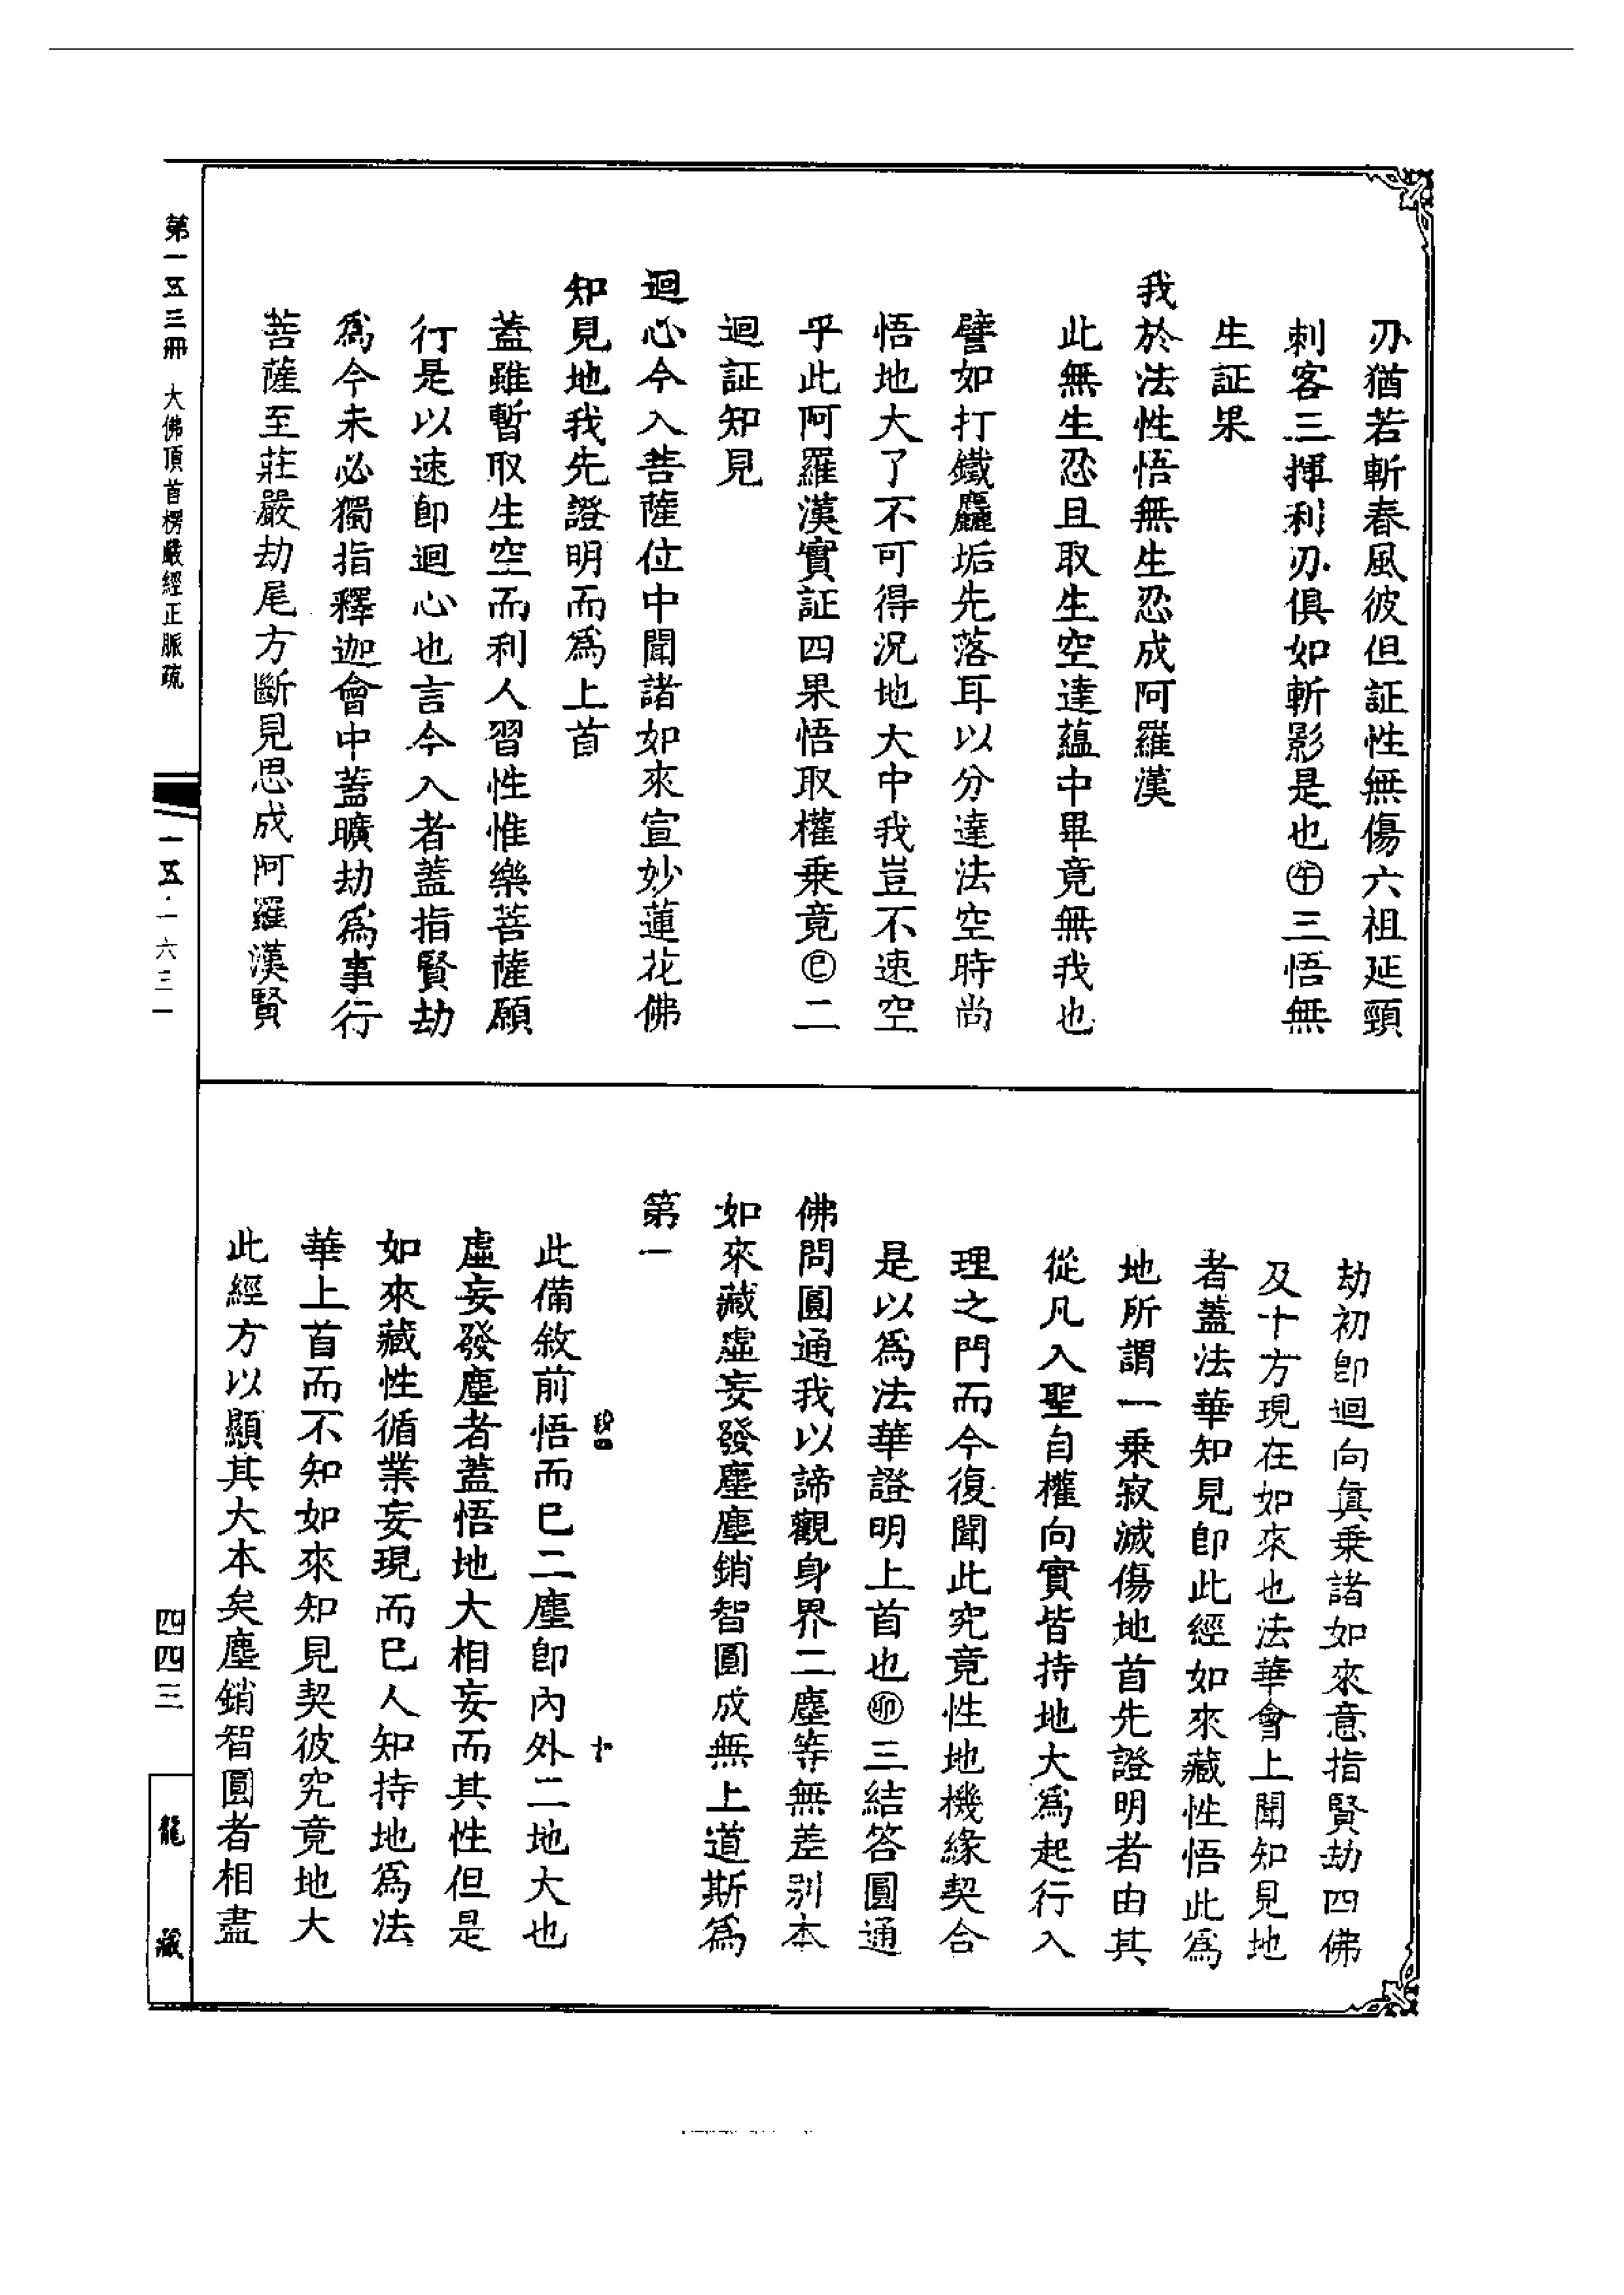 刃猶若斬春風彼但証性無傷六祖延頸
刺客三揮利刃俱如斬影是也㊌三悟無
生証果
我於法性悟無生忍成阿羅漢
此無生忍且取生空達蘊中畢竟無我也
譬如打鐵麤垢先落耳以分達法空時尚
悟地大了不可得況地大中我豈不速空
乎此阿羅漢實証四果悟取權乘竟㊋二
迴証知見
迴心今入菩薩位中聞諸如來宣妙蓮花佛
知見地我先證明而為上首
蓋雖暫取生空而利人習性惟樂菩薩願
行是以速即迴心也言今入者蓋指賢劫
為今未必獨指釋迦會中蓋曠劫為事行
菩薩至莊嚴劫尾方斷見思成阿羅漢賢
劫初即迴向眞乗諸如來意指賢劫四佛
及十方現在如來也法華會上聞知見地
者蓋法華知見即此經如來藏性悟此為
地所謂一乗寂滅傷地首先證明者由其
從凡入聖自權向實皆持地大為起行入
理之門而今復聞此究竟性地機緣契合
是以為法華證明上首也三結答圓通
佛問圓通我以諦觀身界二塵等無差別本
如來藏虛妄發塵塵銷智圓成無上道斯為
第一
此備敘前悟而已二塵即內外二地大也
虛妄發塵者蓋悟地大相妄而其性但是
如來藏性循業妄現而已人知持地為法
華上首而不知如來知見契彼究竟地大
此經方以顯其大本矣塵銷智圓者相盡
第一五三冊 大佛頂首楞嚴經正脈疏
一五·一六三一
四四三
龍藏